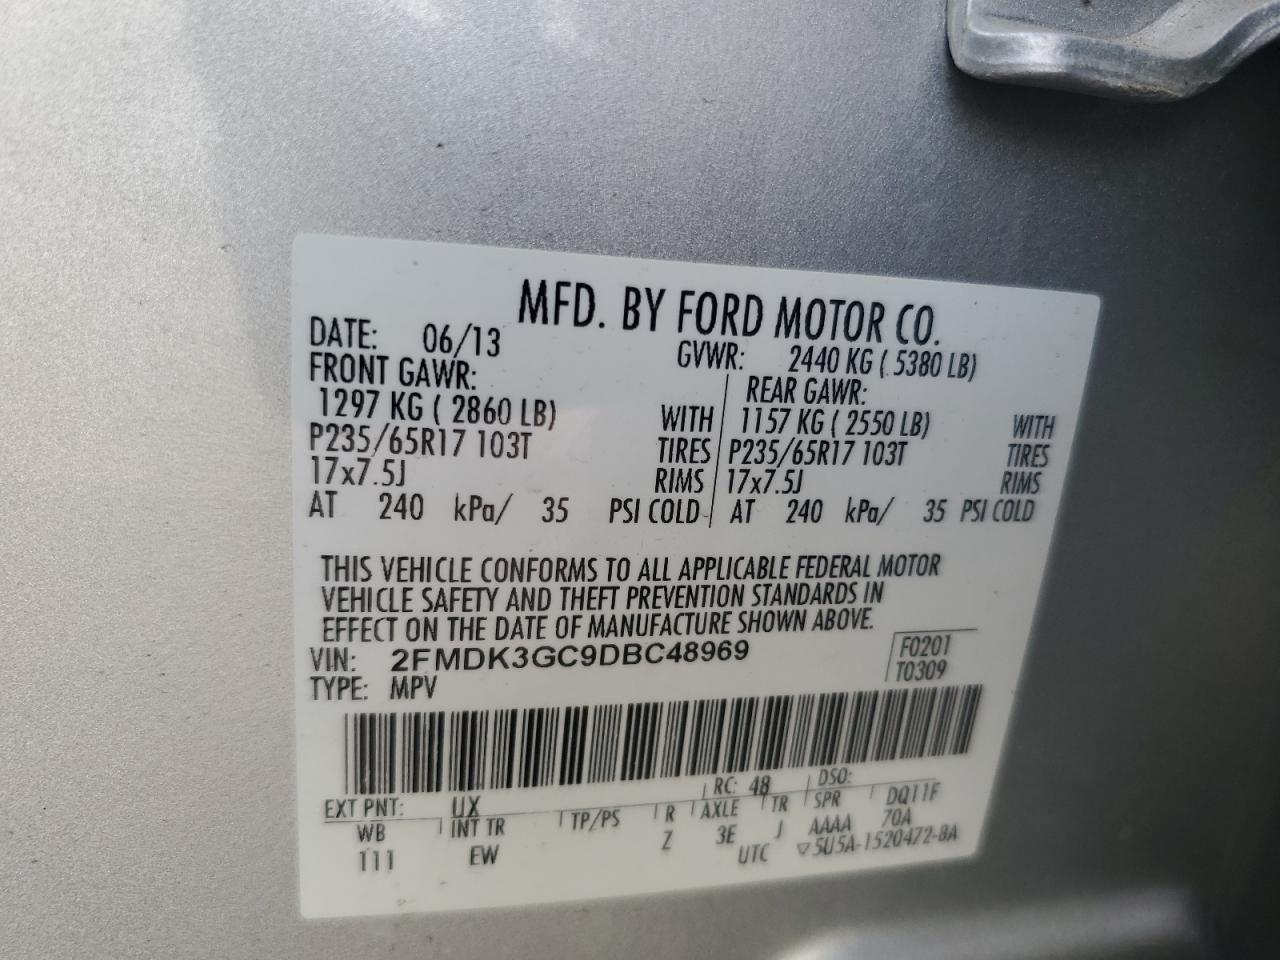 MFD. BY FORD MOTOR CO.
DATE: 06/13 GVWR: 2440 KG ( 5380 LB)
FRONT GAWR: REAR GAWR:
1297 KG ( 2860 LB) WITH 1157 KG ( 2550 LB) WITH
P235/65R17 103T TIRES P235/65R17 103T TIRES
17x7.5J RIMS 17x7.5J RIMS
AT 240 kPa/ 35 PSI COLD AT 240 kPa/ 35 PSI COLD
THIS VEHICLE CONFORMS TO ALL APPLICABLE FEDERAL MOTOR
VEHICLE SAFETY AND THEFT PREVENTION STANDARDS IN
EFFECT ON THE DATE OF MANUFACTURE SHOWN ABOVE.
VIN: 2FMDK3GC9DBC48969 F0201
TYPE: MPV T0309
EXT PNT: UX RC: 48 DSO:
WB INT TR TP/PS R AXLE TR SPR DQ11F
111 EW Z 3E J AAAA 70A
UTC ▽5U5A-1520472-BA